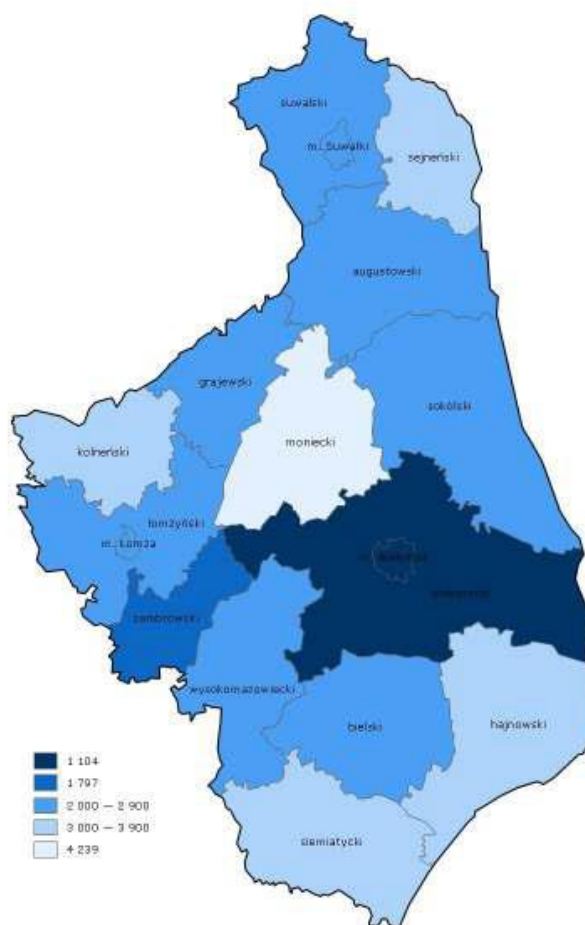 suwalski
m. Suwałki
sejneński
augustowski
grajewski
sokólski
moniecki
kolneński
łomżyński
m. Łomża
zambrowski
wysokomazowiecki
bielski
hajnowski
siemiatycki
1 104
1 797
2 000 — 2 900
3 000 — 3 900
4 239